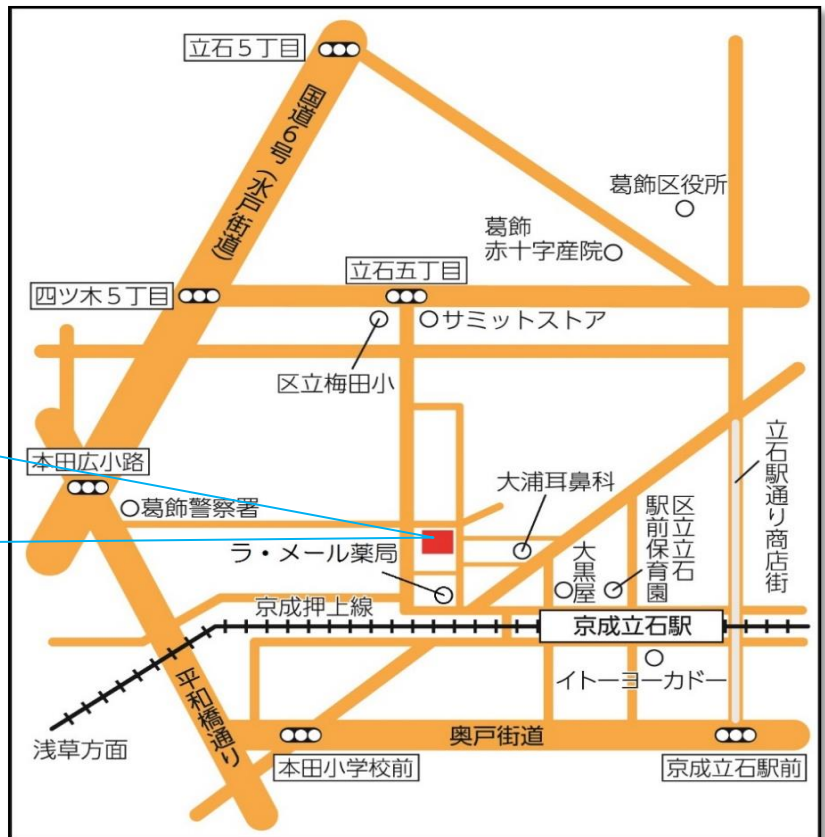 立石5丁目
国道6号（水戸街道）
葛飾区役所
葛飾
赤十字産院
四ツ木5丁目
立石五丁目
サミットストア
区立梅田小
本田広小路
葛飾警察署
大浦耳鼻科
立石駅通り商店街
区立立石
駅前保育園
大黒屋
ラ・メール薬局
京成押上線
京成立石駅
イトーヨーカドー
平和橋通り
浅草方面
奥戸街道
本田小学校前
京成立石駅前